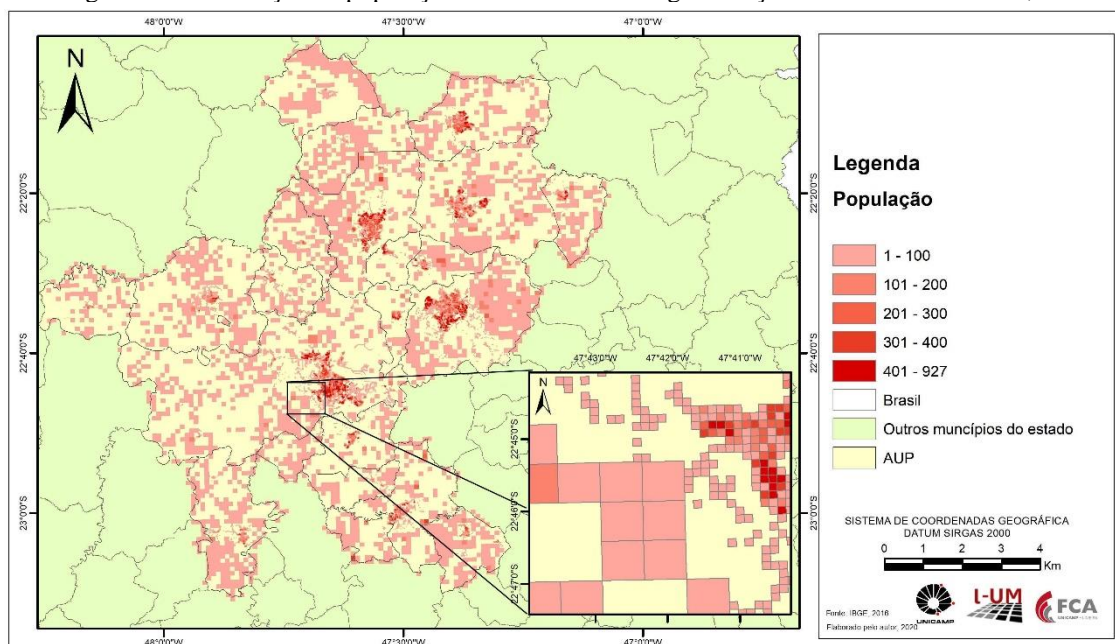 48°0'0"W 47°30'0"W 47°0'0"W
N
22°20'0"S
22°40'0"S
23°0'0"S
22°20'0"S
22°40'0"S
23°0'0"S
47°43'0"W 47°42'0"W 47°41'0"W
N
22°45'0"S
22°46'0"S
22°47'0"S
48°0'0"W 47°30'0"W 47°0'0"W
Legenda
População
1 - 100
101 - 200
201 - 300
301 - 400
401 - 927
Brasil
Outros muncípios do estado
AUP
SISTEMA DE COORDENADAS GEOGRÁFICA
DATUM SIRGAS 2000
0 1 2 3 4
Km
Fonte: IBGE, 2016
Elaborado pelo autor, 2020
UNICAMP
L-UM
FCA